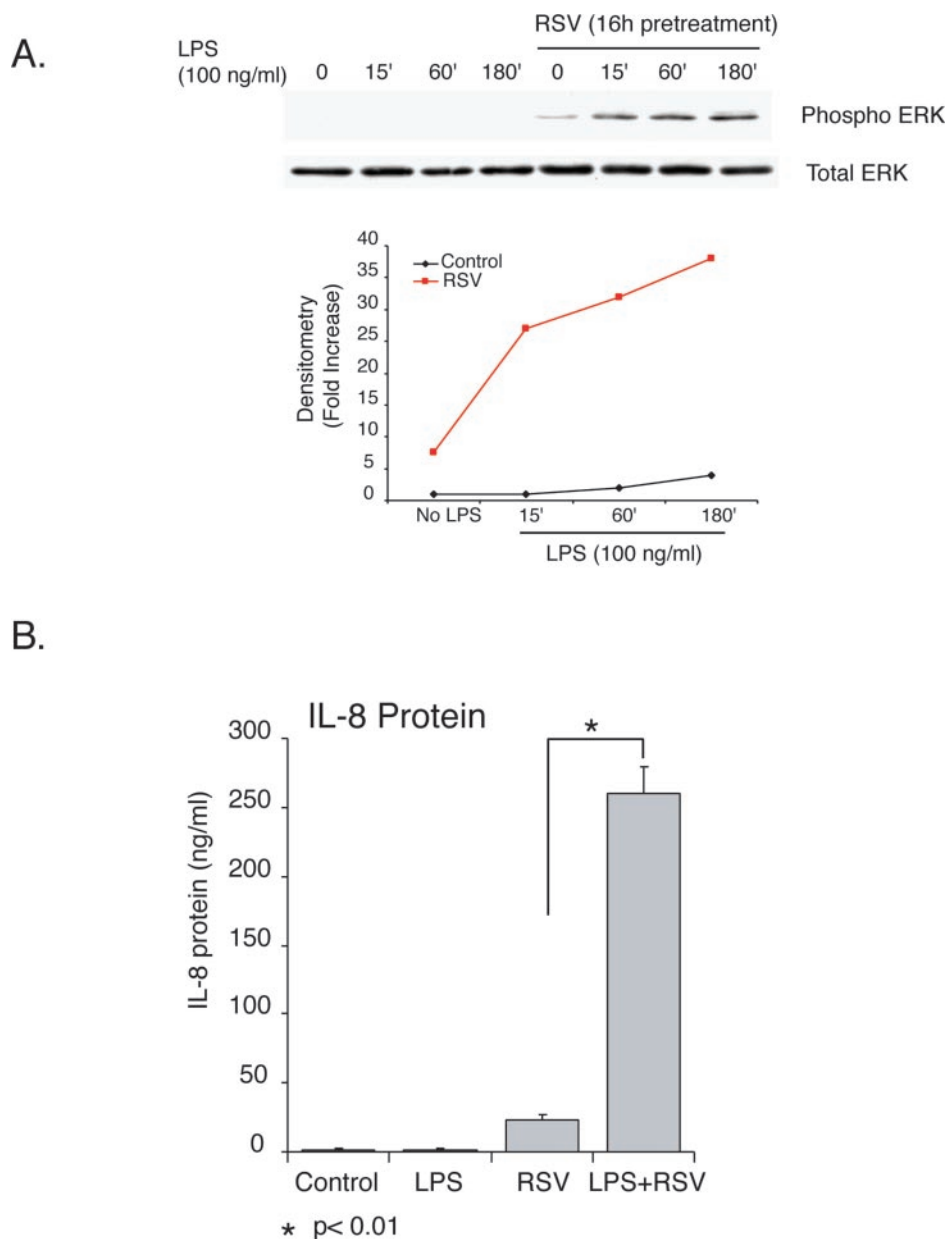 A.
RSV (16h pretreatment)
LPS
(100 ng/ml)
0 15' 60' 180' 0 15' 60' 180'
Phospho ERK
Total ERK
Densitometry
(Fold Increase)
40
35
30
25
20
15
10
5
0
Control
RSV
No LPS 15' 60' 180'
LPS (100 ng/ml)
B.
IL-8 Protein
IL-8 protein (ng/ml)
300
250
200
150
100
50
0
*
Control LPS RSV LPS+RSV
* p< 0.01